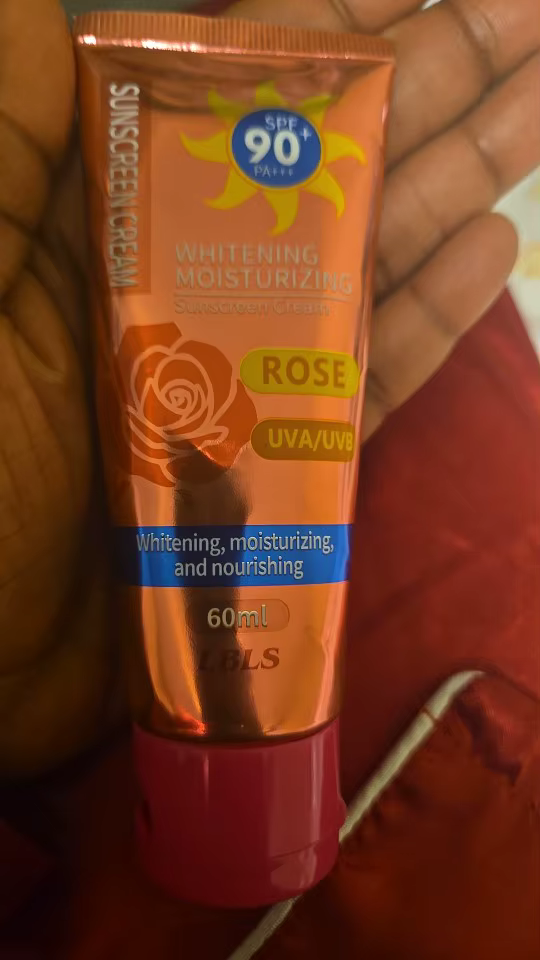 SUNSCREEN CREAM
SPF
90+
PA+++
WHITENING
MOISTURIZING
Sunscreen Cream
ROSE
UVA/UVB
Whitening, moisturizing,
and nourishing
60ml
LBLS